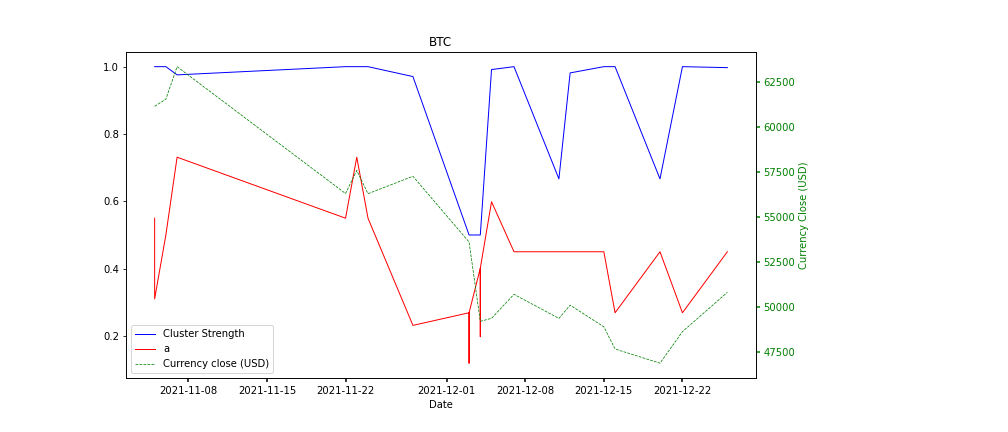 BTC
1.0
0.8
0.6
0.4
0.2
62500
60000
57500
55000
52500
50000
47500
Currency Close (USD)
Cluster Strength
a
Currency close (USD)
2021-11-08 2021-11-15 2021-11-22 2021-12-01 2021-12-08 2021-12-15 2021-12-22
Date